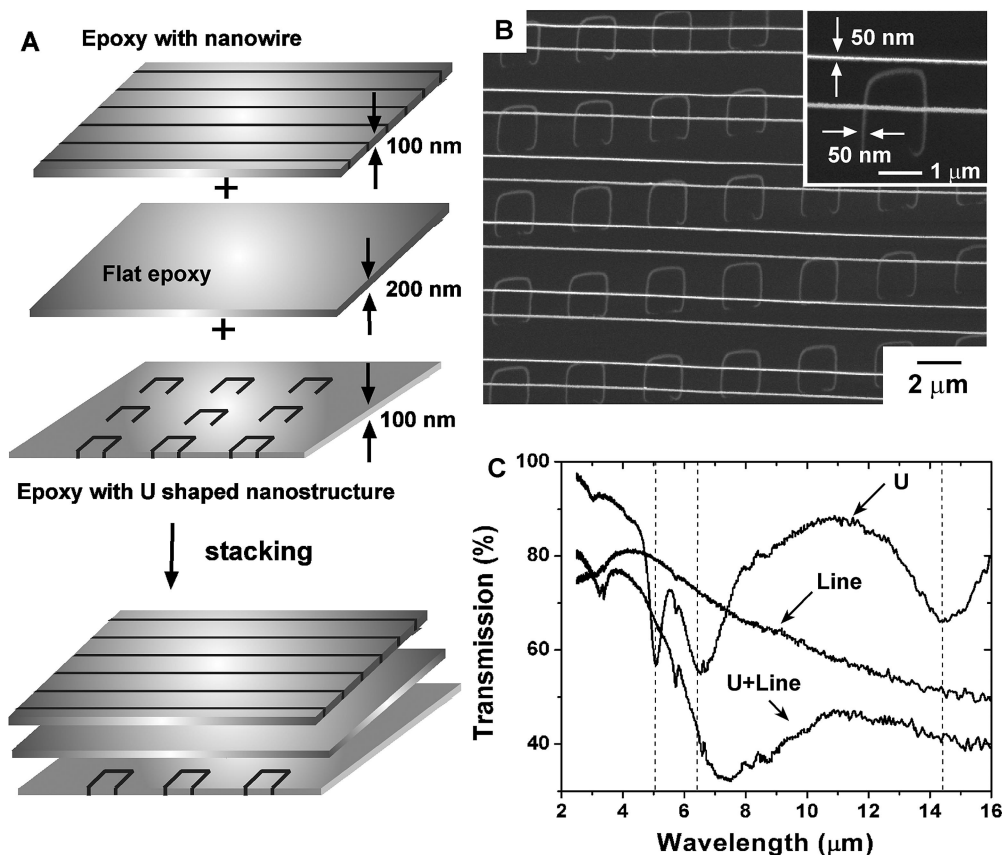 A
Epoxy with nanowire
100 nm
+
Flat epoxy
200 nm
+
100 nm
Epoxy with U shaped nanostructure
stacking
B
50 nm
50 nm
1 μm
2 μm
C
100
80
60
40
Transmission (%)
U
Line
U+Line
2 4 6 8 10 12 14 16
Wavelength (μm)